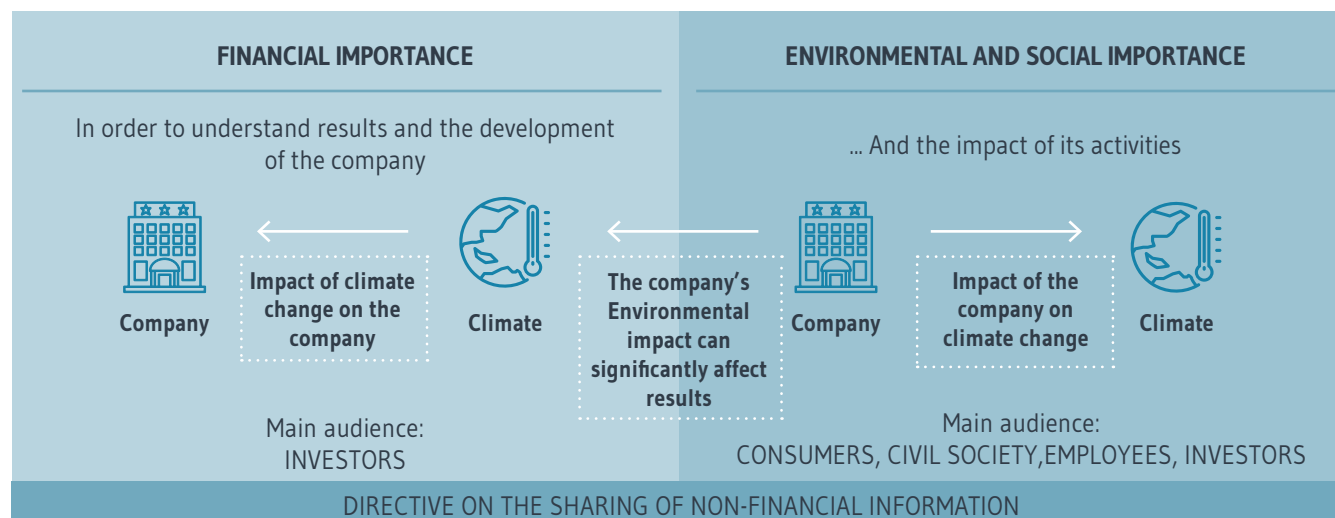 FINANCIAL IMPORTANCE
In order to understand results and the development
of the company
Company
Impact of climate
change on the
company
Climate
Main audience:
INVESTORS
The company’s
Environmental
impact can
significantly affect
results
ENVIRONMENTAL AND SOCIAL IMPORTANCE
... And the impact of its activities
Company
Impact of the
company on
climate change
Climate
Main audience:
CONSUMERS, CIVIL SOCIETY,EMPLOYEES, INVESTORS
DIRECTIVE ON THE SHARING OF NON-FINANCIAL INFORMATION